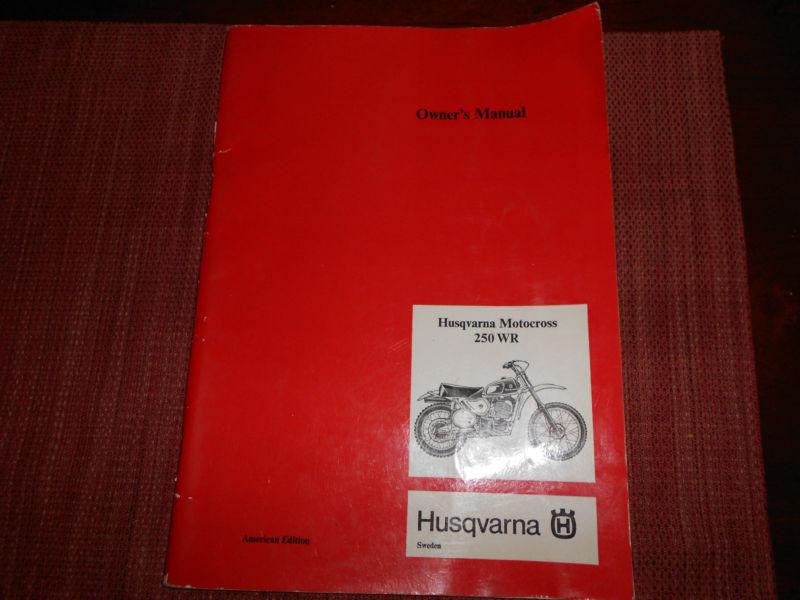 Owner's Manual
Husqvarna Motocross
250 WR
Husqvarna
Sweden
American Edition